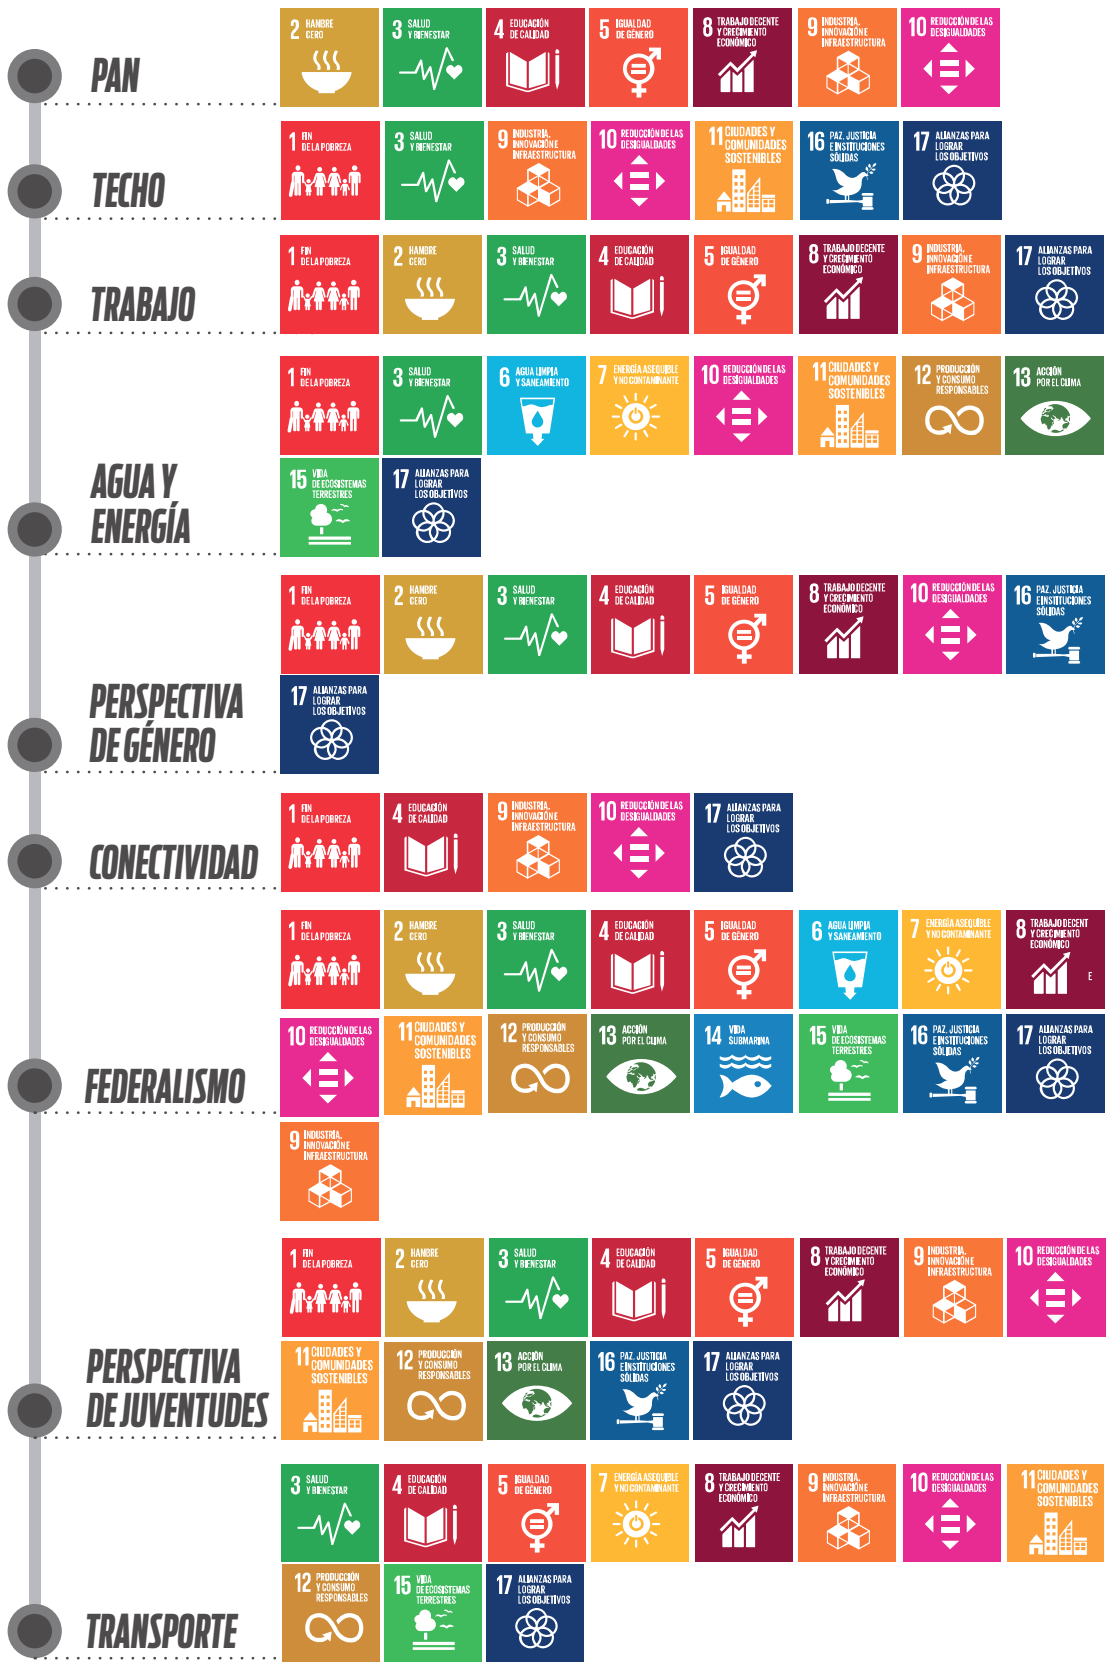 2 HAMBRE
CERO
3 SALUD
Y BIENESTAR
4 EDUCACIÓN
DE CALIDAD
5 IGUALDAD
DE GÉNERO
8 TRABAJO DECENTE
Y CRECIMIENTO
ECONÓMICO
9 INDUSTRIA,
INNOVACIÓN E
INFRAESTRUCTURA
10 REDUCCIÓN DE LAS
DESIGUALDADES
PAN
1 FIN
DE LA POBREZA
3 SALUD
Y BIENESTAR
9 INDUSTRIA,
INNOVACIÓN E
INFRAESTRUCTURA
10 REDUCCIÓN DE LAS
DESIGUALDADES
11 CIUDADES Y
COMUNIDADES
SOSTENIBLES
16 PAZ, JUSTICIA
E INSTITUCIONES
SÓLIDAS
17 ALIANZAS PARA
LOGRAR
LOS OBJETIVOS
TECHO
1 FIN
DE LA POBREZA
2 HAMBRE
CERO
3 SALUD
Y BIENESTAR
4 EDUCACIÓN
DE CALIDAD
5 IGUALDAD
DE GÉNERO
8 TRABAJO DECENTE
Y CRECIMIENTO
ECONÓMICO
9 INDUSTRIA,
INNOVACIÓN E
INFRAESTRUCTURA
17 ALIANZAS PARA
LOGRAR
LOS OBJETIVOS
TRABAJO
1 FIN
DE LA POBREZA
3 SALUD
Y BIENESTAR
6 AGUA LIMPIA
Y SANEAMIENTO
7 ENERGÍA ASEQUIBLE
Y NO CONTAMINANTE
10 REDUCCIÓN DE LAS
DESIGUALDADES
11 CIUDADES Y
COMUNIDADES
SOSTENIBLES
12 PRODUCCIÓN
Y CONSUMO
RESPONSABLES
13 ACCIÓN
POR EL CLIMA
15 VIDA
DE ECOSISTEMAS
TERRESTRES
17 ALIANZAS PARA
LOGRAR
LOS OBJETIVOS
AGUA Y
ENERGÍA
1 FIN
DE LA POBREZA
2 HAMBRE
CERO
3 SALUD
Y BIENESTAR
4 EDUCACIÓN
DE CALIDAD
5 IGUALDAD
DE GÉNERO
8 TRABAJO DECENTE
Y CRECIMIENTO
ECONÓMICO
10 REDUCCIÓN DE LAS
DESIGUALDADES
16 PAZ, JUSTICIA
E INSTITUCIONES
SÓLIDAS
17 ALIANZAS PARA
LOGRAR
LOS OBJETIVOS
PERSPECTIVA
DE GÉNERO
1 FIN
DE LA POBREZA
4 EDUCACIÓN
DE CALIDAD
9 INDUSTRIA,
INNOVACIÓN E
INFRAESTRUCTURA
10 REDUCCIÓN DE LAS
DESIGUALDADES
17 ALIANZAS PARA
LOGRAR
LOS OBJETIVOS
CONECTIVIDAD
1 FIN
DE LA POBREZA
2 HAMBRE
CERO
3 SALUD
Y BIENESTAR
4 EDUCACIÓN
DE CALIDAD
5 IGUALDAD
DE GÉNERO
6 AGUA LIMPIA
Y SANEAMIENTO
7 ENERGÍA ASEQUIBLE
Y NO CONTAMINANTE
8 TRABAJO DECENT
Y CRECIMIENTO
ECONÓMICO
E
10 REDUCCIÓN DE LAS
DESIGUALDADES
11 CIUDADES Y
COMUNIDADES
SOSTENIBLES
12 PRODUCCIÓN
Y CONSUMO
RESPONSABLES
13 ACCIÓN
POR EL CLIMA
14 VIDA
SUBMARINA
15 VIDA
DE ECOSISTEMAS
TERRESTRES
16 PAZ, JUSTICIA
E INSTITUCIONES
SÓLIDAS
17 ALIANZAS PARA
LOGRAR
LOS OBJETIVOS
FEDERALISMO
9 INDUSTRIA,
INNOVACIÓN E
INFRAESTRUCTURA
1 FIN
DE LA POBREZA
2 HAMBRE
CERO
3 SALUD
Y BIENESTAR
4 EDUCACIÓN
DE CALIDAD
5 IGUALDAD
DE GÉNERO
8 TRABAJO DECENTE
Y CRECIMIENTO
ECONÓMICO
9 INDUSTRIA,
INNOVACIÓN E
INFRAESTRUCTURA
10 REDUCCIÓN DE LAS
DESIGUALDADES
11 CIUDADES Y
COMUNIDADES
SOSTENIBLES
12 PRODUCCIÓN
Y CONSUMO
RESPONSABLES
13 ACCIÓN
POR EL CLIMA
16 PAZ, JUSTICIA
E INSTITUCIONES
SÓLIDAS
17 ALIANZAS PARA
LOGRAR
LOS OBJETIVOS
PERSPECTIVA
DE JUVENTUDES
3 SALUD
Y BIENESTAR
4 EDUCACIÓN
DE CALIDAD
5 IGUALDAD
DE GÉNERO
7 ENERGÍA ASEQUIBLE
Y NO CONTAMINANTE
8 TRABAJO DECENTE
Y CRECIMIENTO
ECONÓMICO
9 INDUSTRIA,
INNOVACIÓN E
INFRAESTRUCTURA
10 REDUCCIÓN DE LAS
DESIGUALDADES
11 CIUDADES Y
COMUNIDADES
SOSTENIBLES
12 PRODUCCIÓN
Y CONSUMO
RESPONSABLES
15 VIDA
DE ECOSISTEMAS
TERRESTRES
17 ALIANZAS PARA
LOGRAR
LOS OBJETIVOS
TRANSPORTE